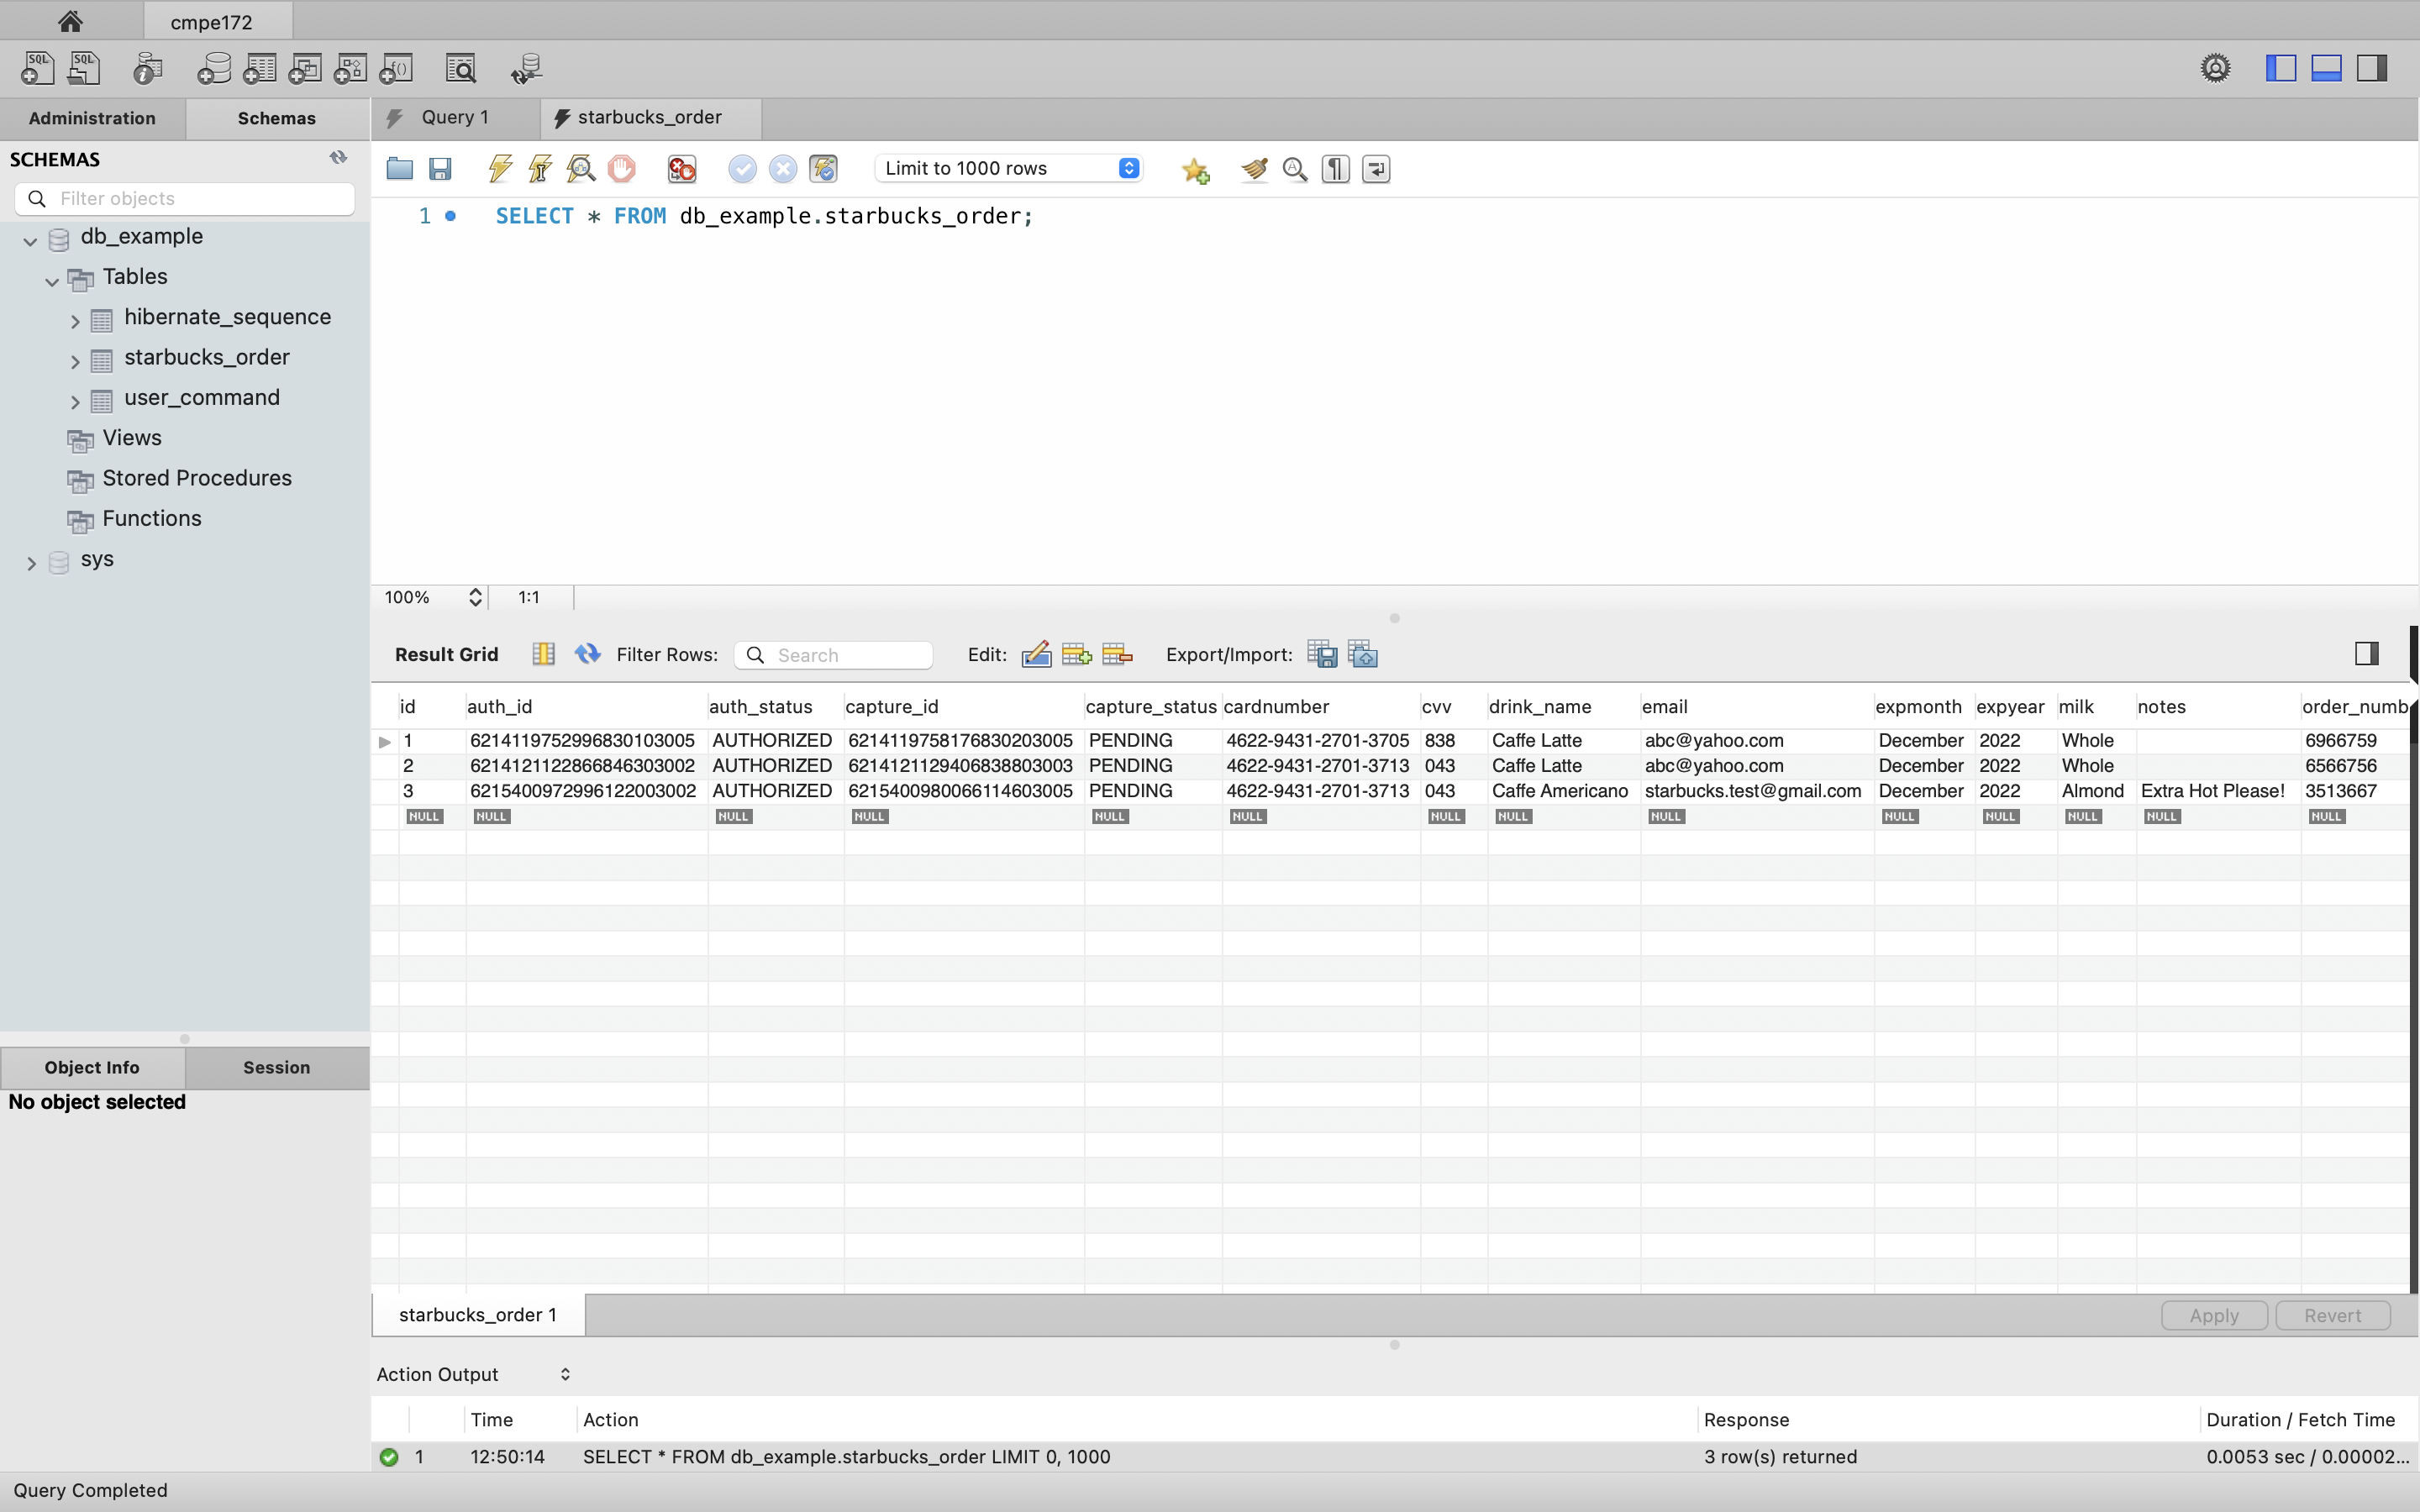 cmpe172
Administration Schemas Query 1 starbucks_order
SCHEMAS
Filter objects
Limit to 1000 rows
1 SELECT * FROM db_example.starbucks_order;
db_example
Tables
hibernate_sequence
starbucks_order
user_command
Views
Stored Procedures
Functions
sys
100% 1:1
Result Grid Filter Rows: Search Edit: Export/Import:
id auth_id auth_status capture_id capture_status cardnumber cvv drink_name email expmonth expyear milk notes order_numb
1 6214119752996830103005 AUTHORIZED 6214119758176830203005 PENDING 4622-9431-2701-3705 838 Caffe Latte abc@yahoo.com December 2022 Whole 6966759
2 6214121122866846303002 AUTHORIZED 6214121129406838803003 PENDING 4622-9431-2701-3713 043 Caffe Latte abc@yahoo.com December 2022 Whole 6566756
3 6215400972996122003002 AUTHORIZED 6215400980066114603005 PENDING 4622-9431-2701-3713 043 Caffe Americano starbucks.test@gmail.com December 2022 Almond Extra Hot Please! 3513667
NULL NULL NULL NULL NULL NULL NULL NULL NULL NULL NULL NULL NULL NULL
Object Info Session
No object selected
starbucks_order 1 Apply Revert
Action Output
Time Action Response Duration / Fetch Time
1 12:50:14 SELECT * FROM db_example.starbucks_order LIMIT 0, 1000 3 row(s) returned 0.0053 sec / 0.00002...
Query Completed